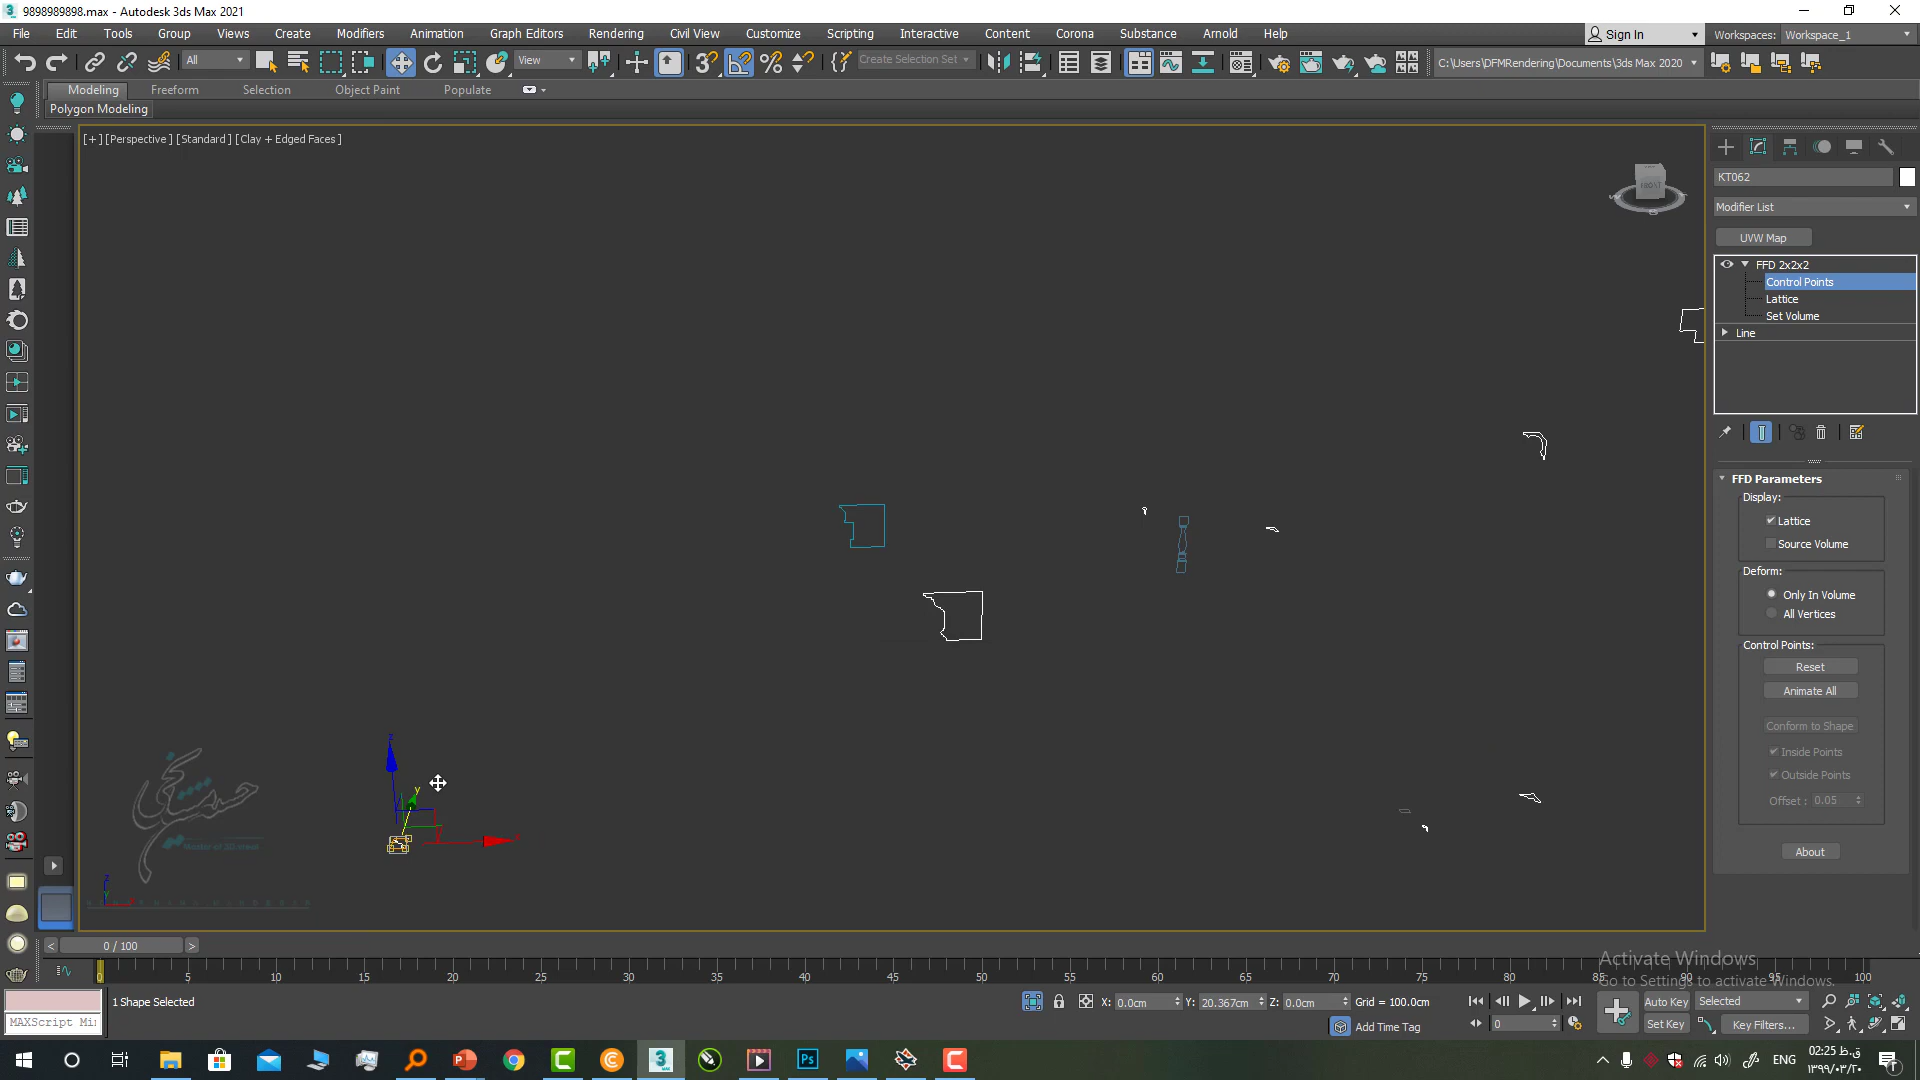 9898989898.max - Autodesk 3ds Max 2021
File Edit Tools Group Views Create Modifiers Animation Graph Editors Rendering Civil View Customize Scripting Interactive Content Corona Substance Arnold Help
Sign In
Workspaces: Workspace_1
All
View
Create Selection Set
C:\Users\DFMRendering\Documents\3ds Max 2020
Modeling Freeform Selection Object Paint Populate
Polygon Modeling
[+] [Perspective] [Standard] [Clay + Edged Faces]
FRONT
KT062
Modifier List
UVW Map
FFD 2x2x2
Control Points
Lattice
Set Volume
Line
FFD Parameters
Display:
Lattice
Source Volume
Deform:
Only In Volume
All Vertices
Control Points:
Reset
Animate All
Conform to Shape
Inside Points
Outside Points
Offset : 0.05
About
z
y
x
z
0 / 100
0 5 10 15 20 25 30 35 40 45 50 55 60 65 70 75 80 85 90 95 100
Activate Windows
Go to Settings to activate Windows.
1 Shape Selected
MAXScript Mi
X: 0.0cm Y: 20.367cm Z: 0.0cm Grid = 100.0cm
Add Time Tag
0
Auto Key Selected
Set Key Key Filters...
ENG
02:25 ق.ظ
۱۳۹۹/۰۳/۲۰
1